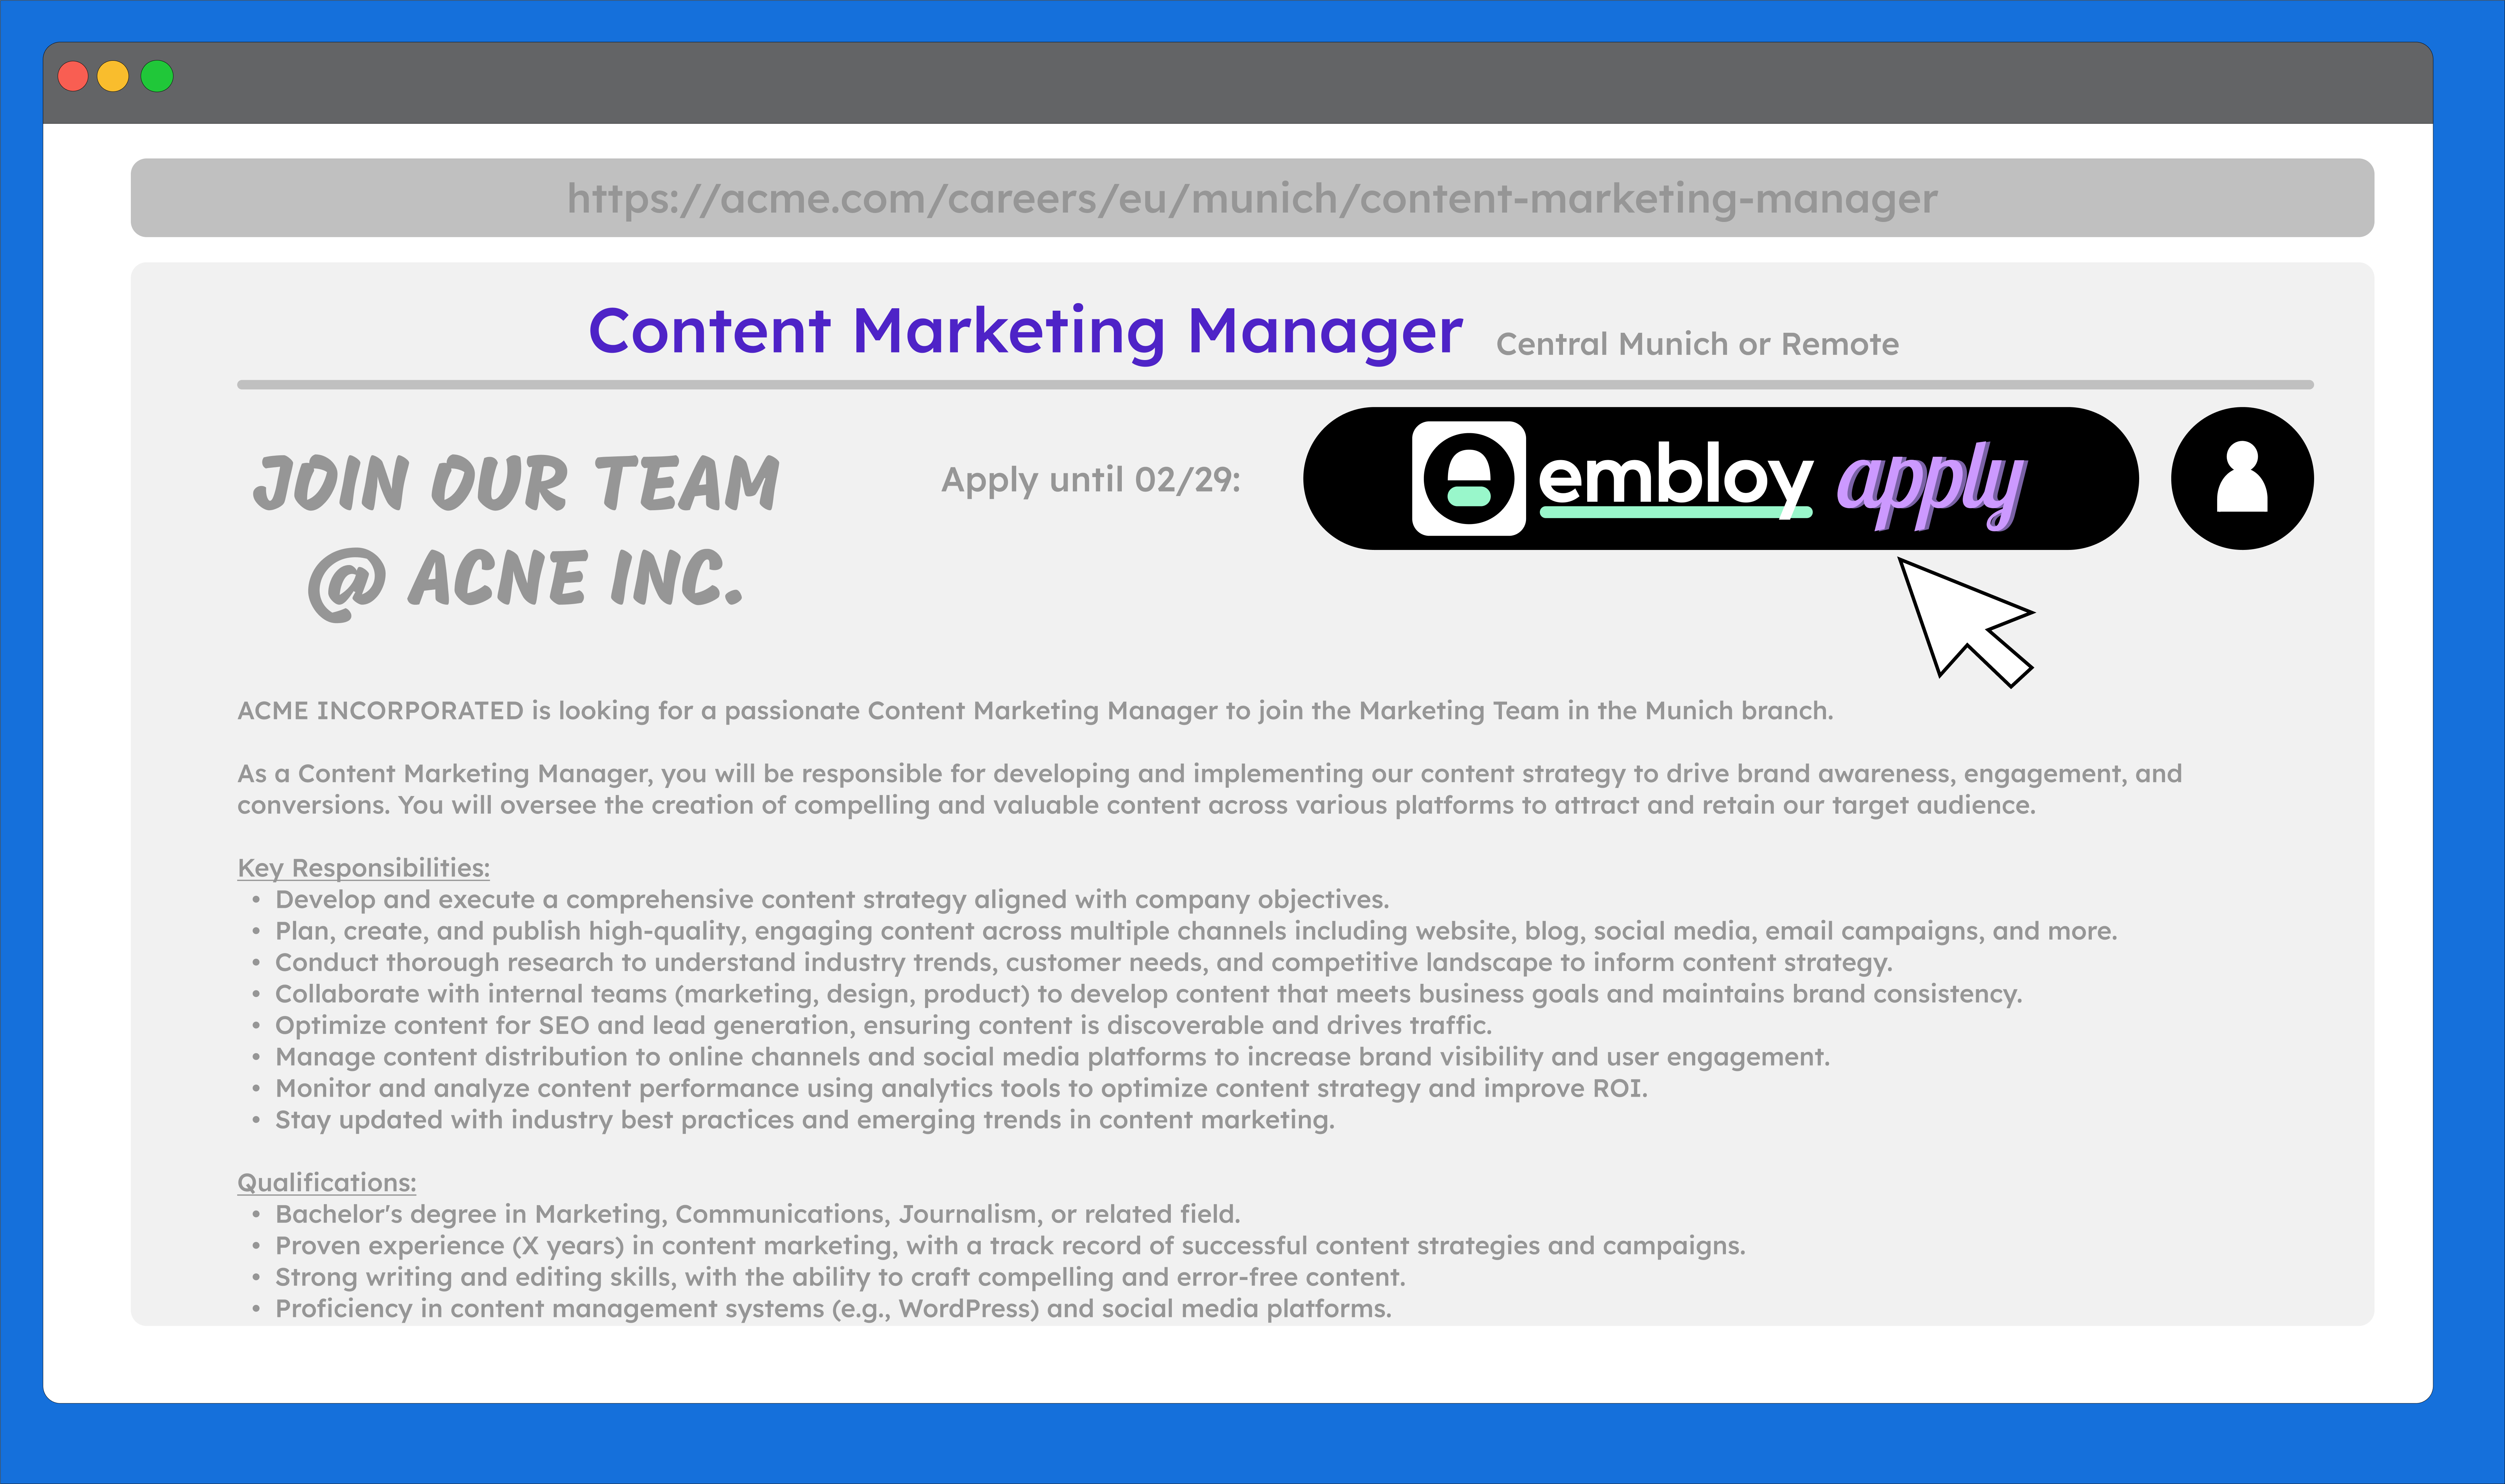 https://acme.com/careers/eu/munich/content-marketing-manager
Content Marketing Manager Central Munich or Remote
JOIN OUR TEAM
@ ACNE INC.
Apply until 02/29:
embloy apply
ACME INCORPORATED is looking for a passionate Content Marketing Manager to join the Marketing Team in the Munich branch.
As a Content Marketing Manager, you will be responsible for developing and implementing our content strategy to drive brand awareness, engagement, and
conversions. You will oversee the creation of compelling and valuable content across various platforms to attract and retain our target audience.
Key Responsibilities:
• Develop and execute a comprehensive content strategy aligned with company objectives.
• Plan, create, and publish high-quality, engaging content across multiple channels including website, blog, social media, email campaigns, and more.
• Conduct thorough research to understand industry trends, customer needs, and competitive landscape to inform content strategy.
• Collaborate with internal teams (marketing, design, product) to develop content that meets business goals and maintains brand consistency.
• Optimize content for SEO and lead generation, ensuring content is discoverable and drives traffic.
• Manage content distribution to online channels and social media platforms to increase brand visibility and user engagement.
• Monitor and analyze content performance using analytics tools to optimize content strategy and improve ROI.
• Stay updated with industry best practices and emerging trends in content marketing.
Qualifications:
• Bachelor's degree in Marketing, Communications, Journalism, or related field.
• Proven experience (X years) in content marketing, with a track record of successful content strategies and campaigns.
• Strong writing and editing skills, with the ability to craft compelling and error-free content.
• Proficiency in content management systems (e.g., WordPress) and social media platforms.